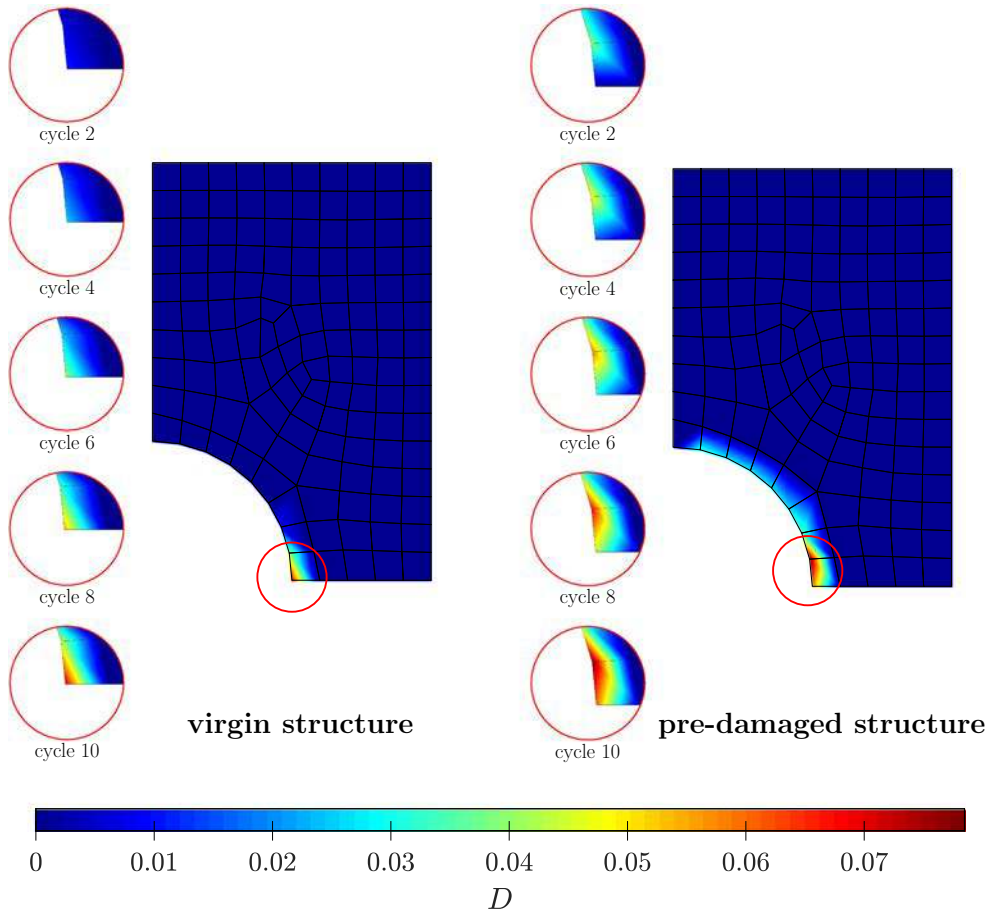 cycle 2
cycle 4
cycle 6
cycle 8
cycle 10
virgin structure
cycle 2
cycle 4
cycle 6
cycle 8
cycle 10
pre-damaged structure
0 0.01 0.02 0.03 0.04 0.05 0.06 0.07
D